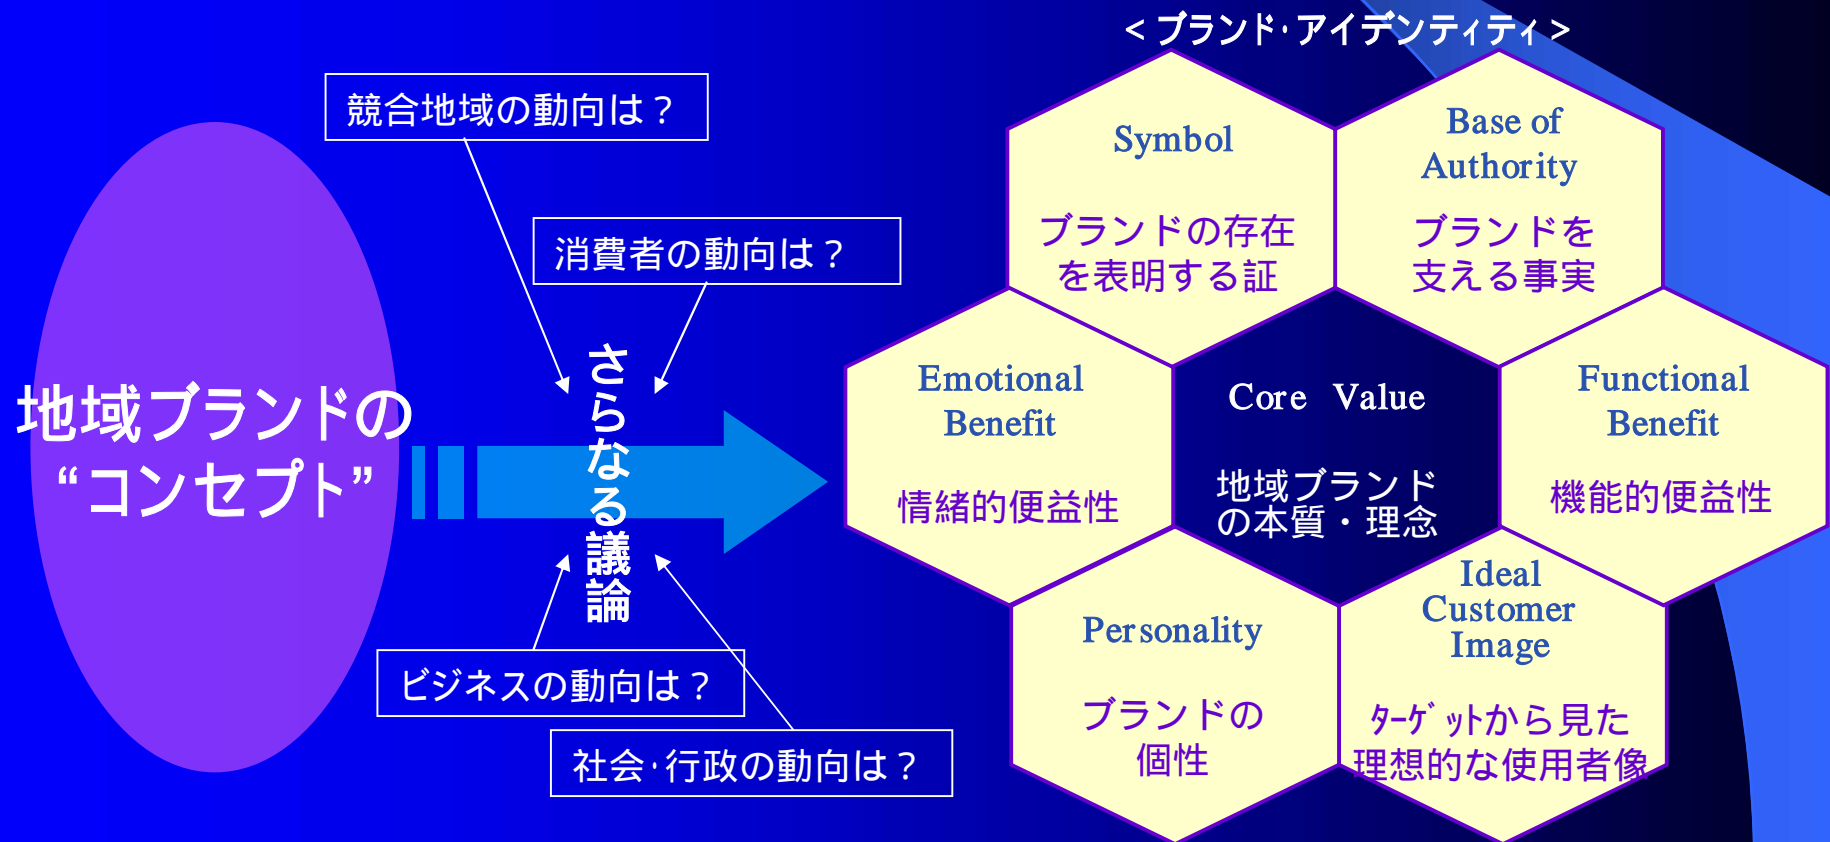 <ブランド･アイデンティティ>
競合地域の動向は？
消費者の動向は？
地域ブランドの
“コンセプト”
さらなる議論
ビジネスの動向は？
社会･行政の動向は？
Symbol
ブランドの存在
を表明する証
Base of
Authority
ブランドを
支える事実
Emotional
Benefit
情緒的便益性
Core Value
地域ブランド
の本質・理念
Functional
Benefit
機能的便益性
Personality
ブランドの
個性
Ideal
Customer
Image
ﾀｰｹﾞｯﾄから見た
理想的な使用者像